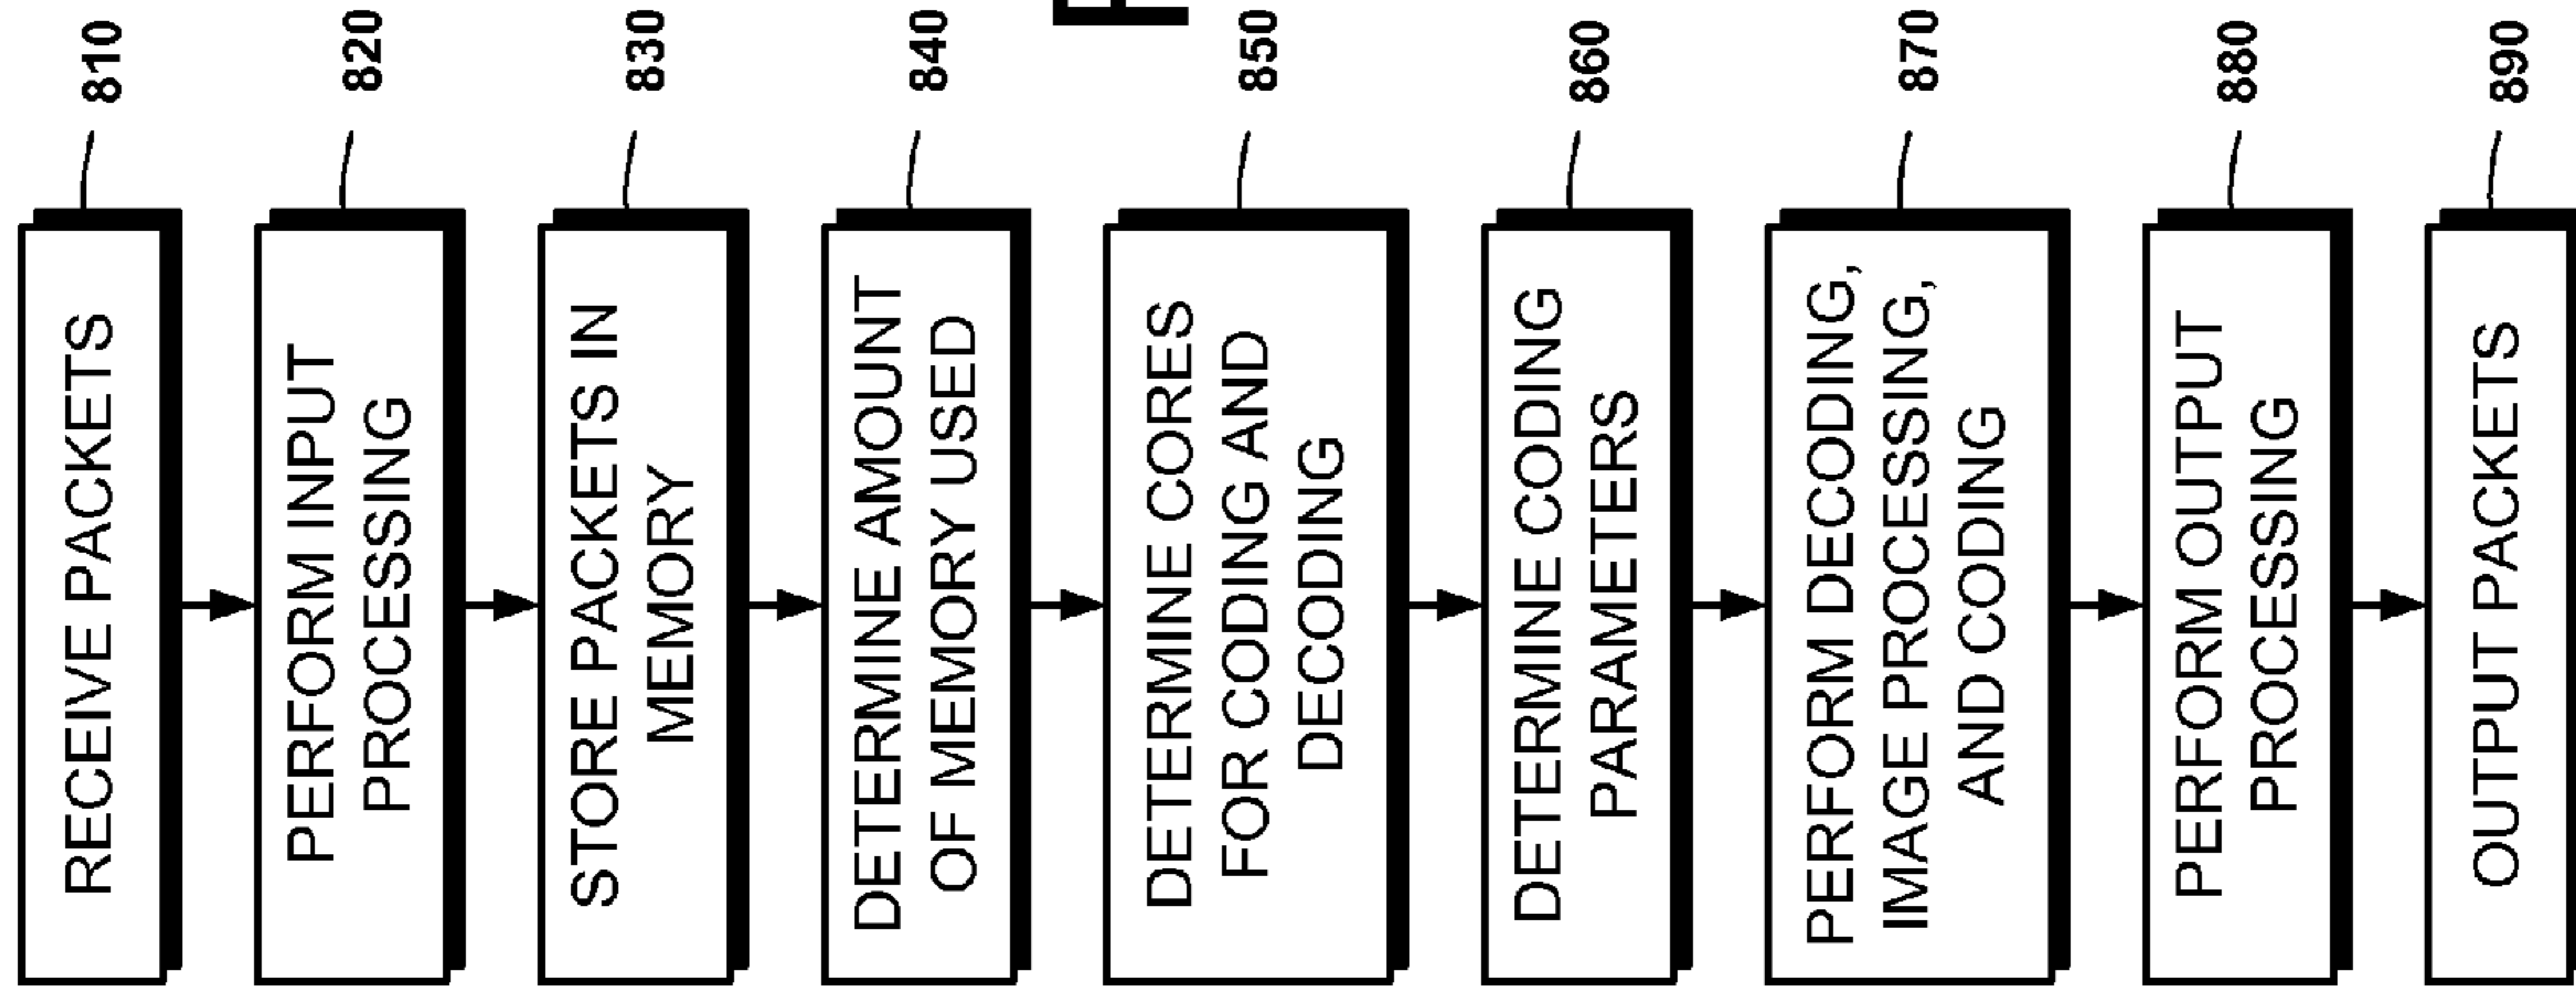 RECEIVE PACKETS
810
PERFORM INPUT
PROCESSING
820
STORE PACKETS IN
MEMORY
830
DETERMINE AMOUNT
OF MEMORY USED
840
DETERMINE CORES
FOR CODING AND
DECODING
850
DETERMINE CODING
PARAMETERS
860
PERFORM DECODING,
IMAGE PROCESSING,
AND CODING
870
PERFORM OUTPUT
PROCESSING
880
OUTPUT PACKETS
890